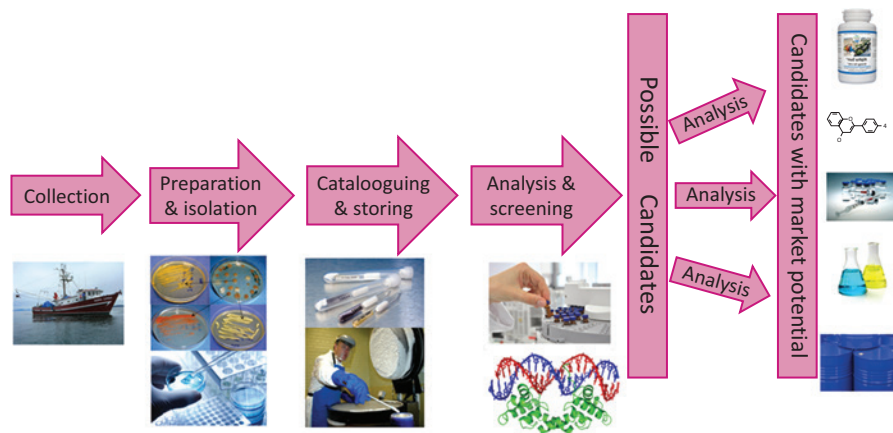 Collection
Preparation
& isolation
Catalooguing
& storing
Analysis &
screening
Possible Candidates
Analysis
Analysis
Analysis
Candidates with market potential